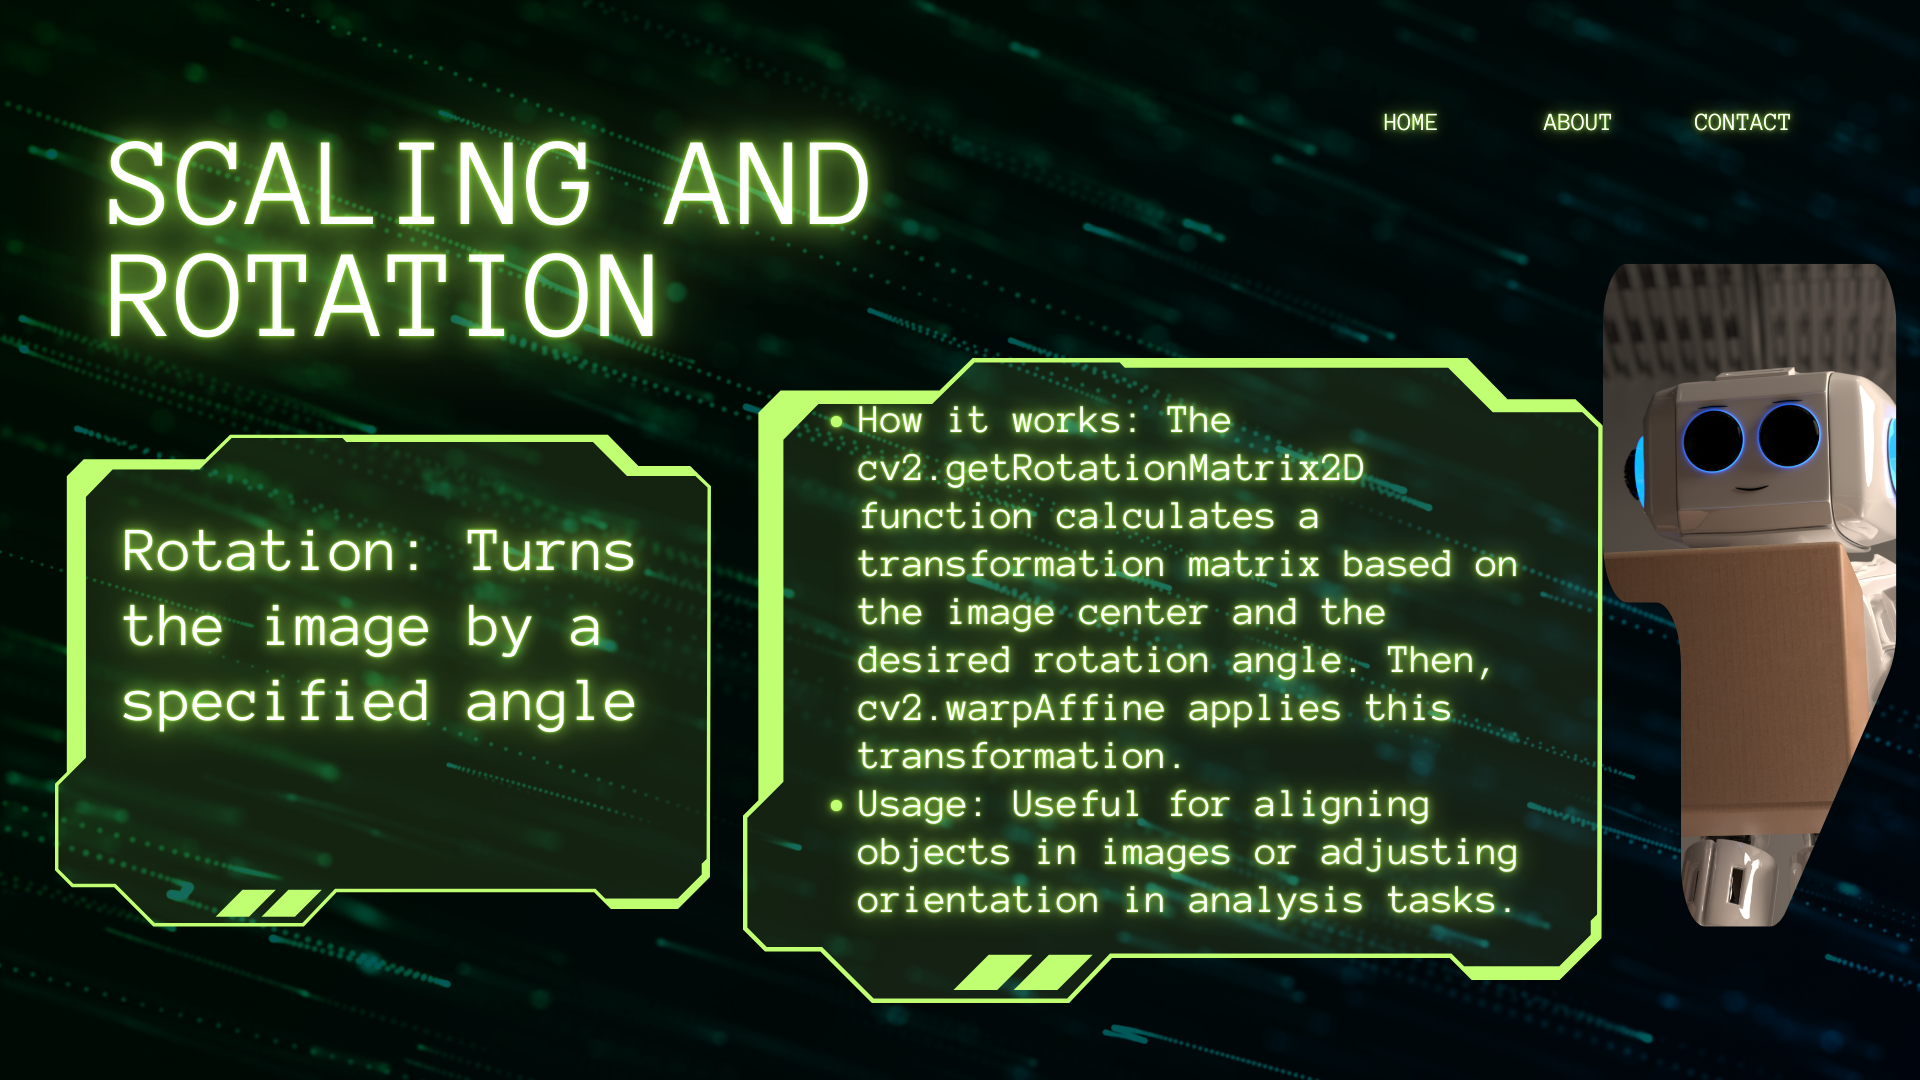 HOME ABOUT CONTACT
SCALING AND
ROTATION
Rotation: Turns
the image by a
specified angle
• How it works: The
cv2.getRotationMatrix2D
function calculates a
transformation matrix based on
the image center and the
desired rotation angle. Then,
cv2.warpAffine applies this
transformation.
• Usage: Useful for aligning
objects in images or adjusting
orientation in analysis tasks.